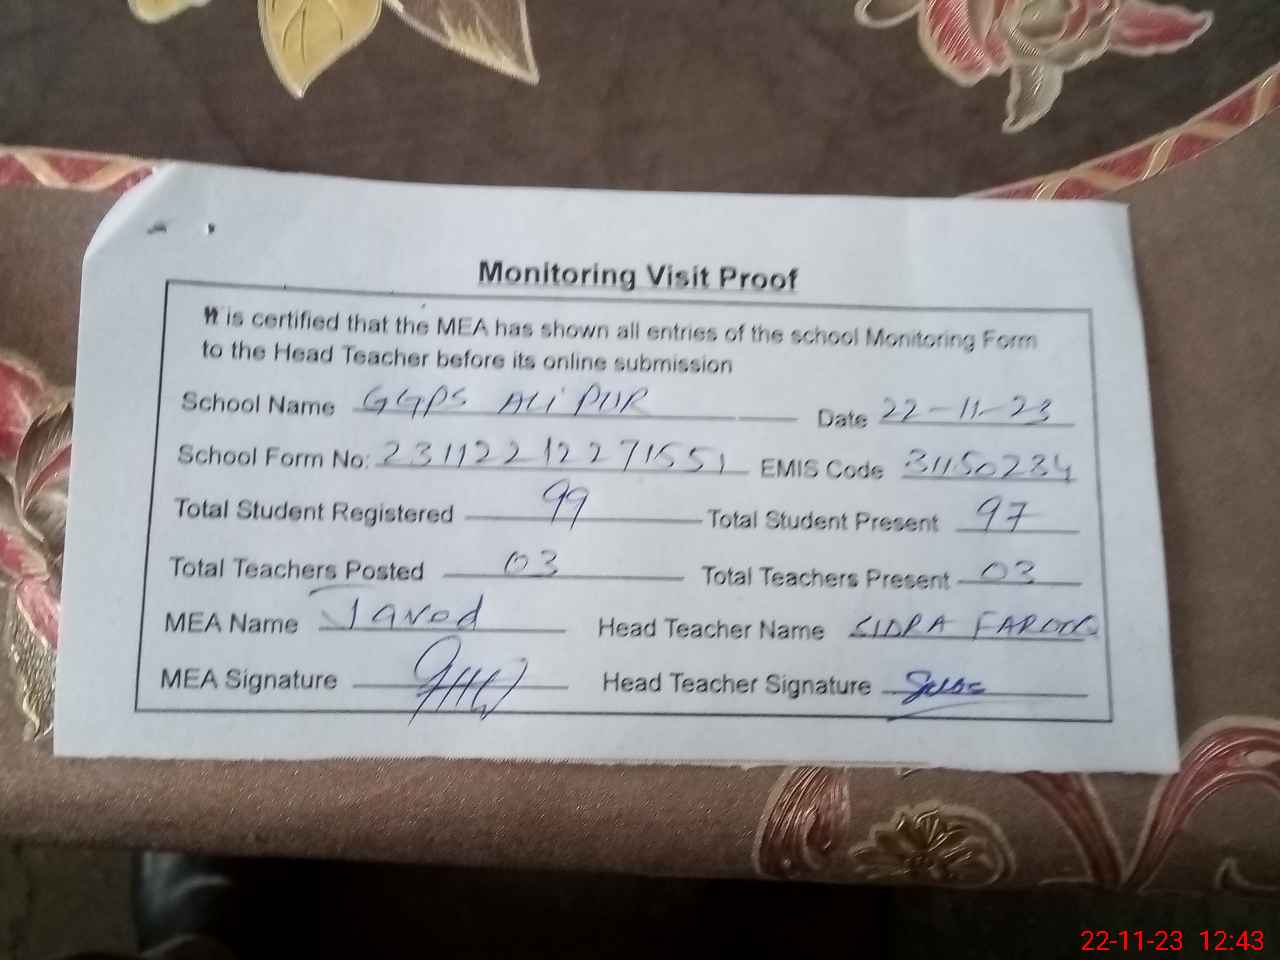 Monitoring Visit Proof
It is certified that the MEA has shown all entries of the school Monitoring Form
to the Head Teacher before its online submission
School Name GGPS ALI PUR Date 22-11-23
School Form No: 23112212271551 EMIS Code 31150234
Total Student Registered 99 Total Student Present 97
Total Teachers Posted 03 Total Teachers Present 03
MEA Name Javed Head Teacher Name SIDRA FAROOQ
MEA Signature Head Teacher Signature
22-11-23 12:43